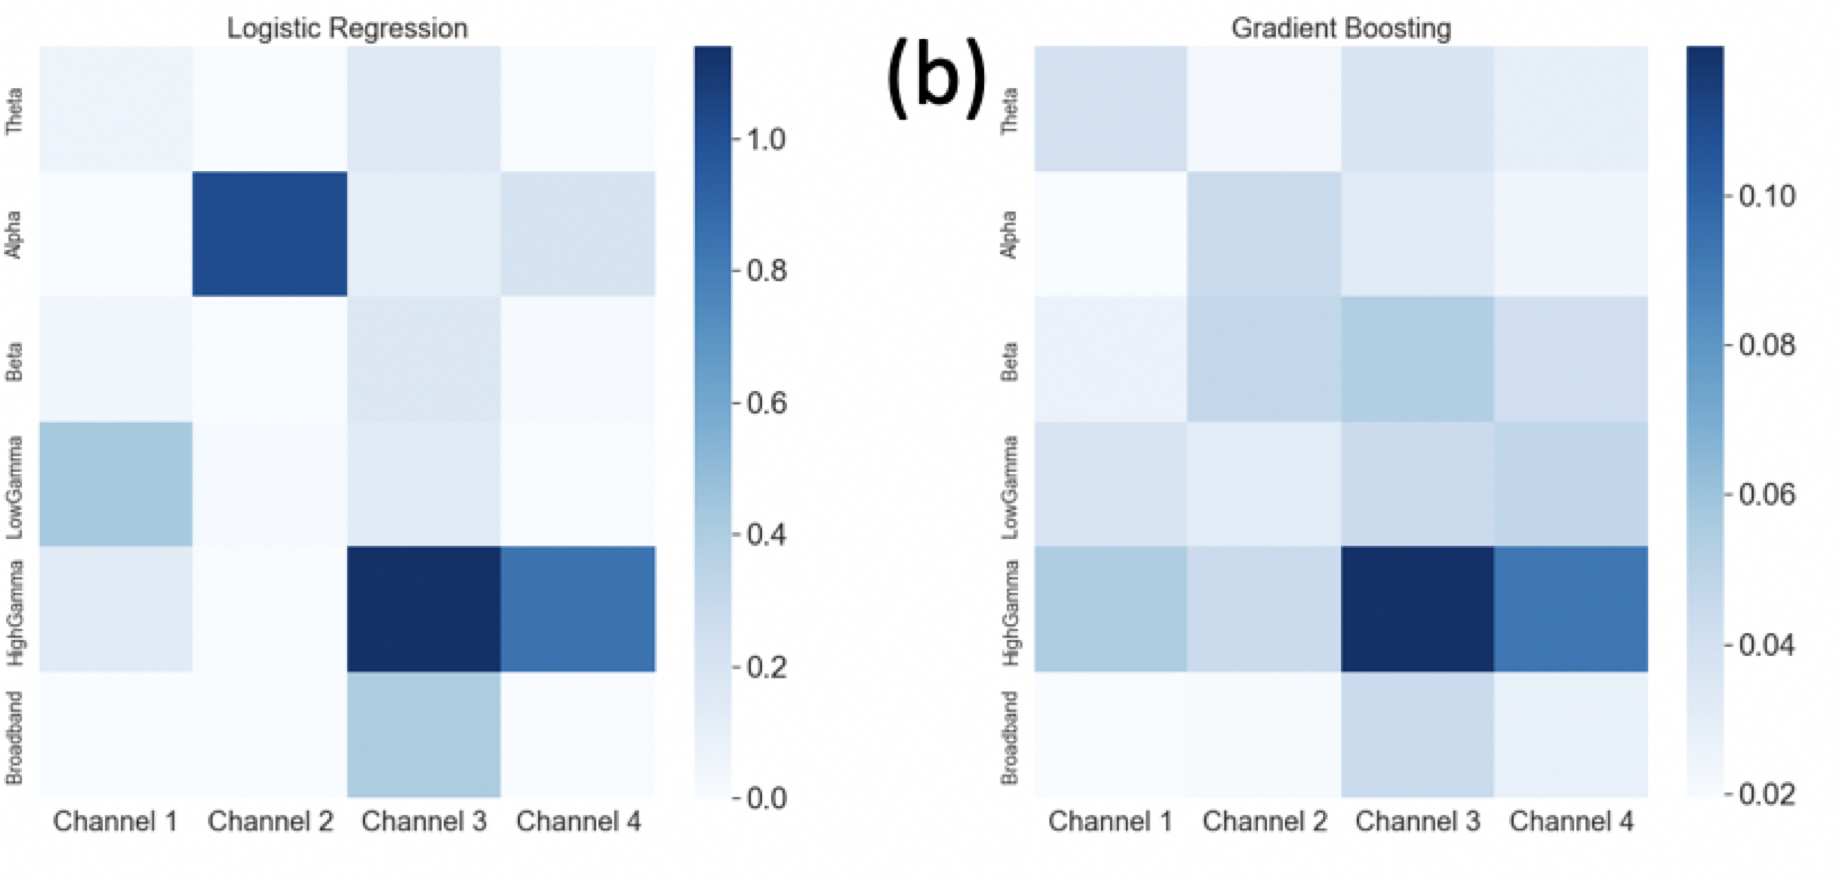 Logistic Regression
Theta
Alpha
Beta
LowGamma
HighGamma
Broadband
Channel 1 Channel 2 Channel 3 Channel 4
1.0
0.8
0.6
0.4
0.2
0.0
(b)
Gradient Boosting
Theta
Alpha
Beta
LowGamma
HighGamma
Broadband
Channel 1 Channel 2 Channel 3 Channel 4
0.10
0.08
0.06
0.04
0.02